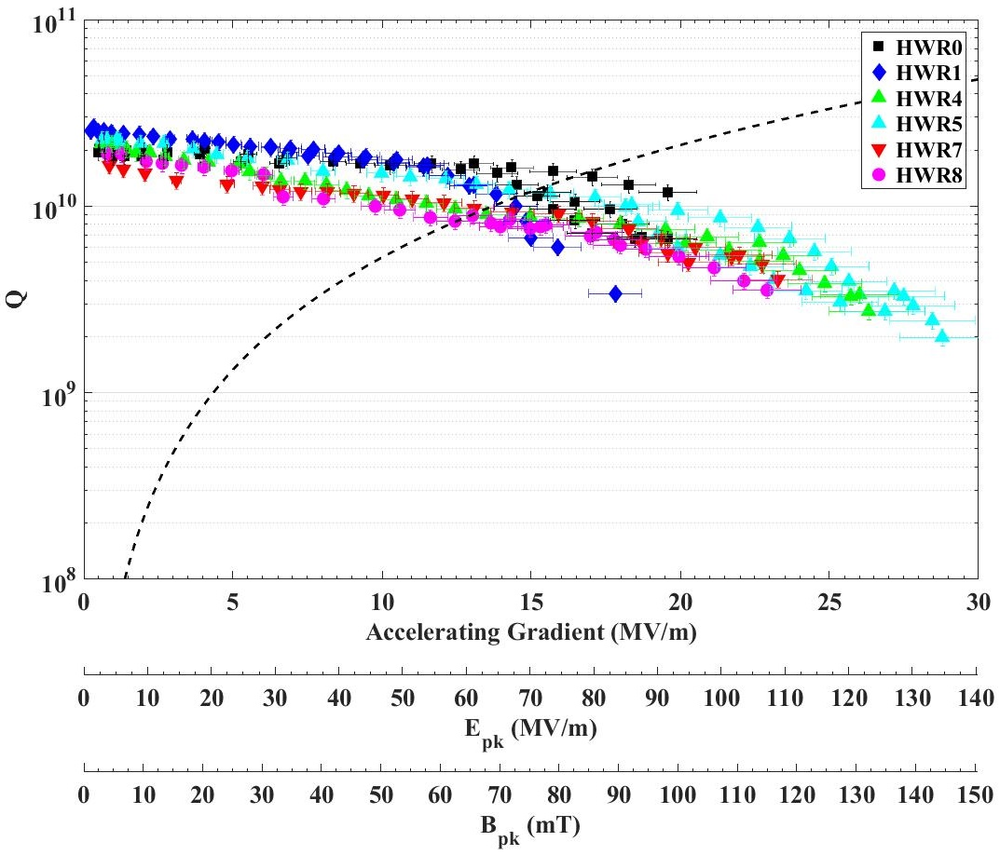 10^11
10^10
10^9
10^8
Q
HWR0
HWR1
HWR4
HWR5
HWR7
HWR8
0 5 10 15 20 25 30
Accelerating Gradient (MV/m)
0 10 20 30 40 50 60 70 80 90 100 110 120 130 140
E_pk (MV/m)
0 10 20 30 40 50 60 70 80 90 100 110 120 130 140 150
B_pk (mT)